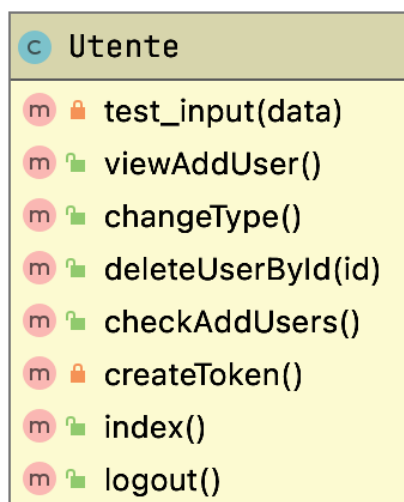 C Utente
m test_input(data)
m viewAddUser()
m changeType()
m deleteUserById(id)
m checkAddUsers()
m createToken()
m index()
m logout()